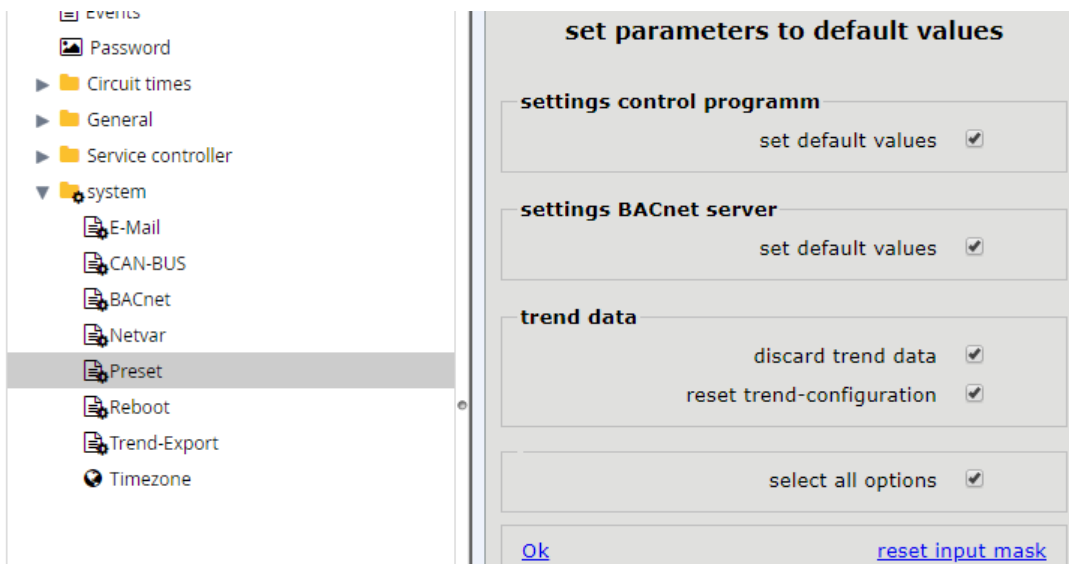 Events
Password
Circuit times
General
Service controller
system
E-Mail
CAN-BUS
BACnet
Netvar
Preset
Reboot
Trend-Export
Timezone
set parameters to default values
settings control programm
set default values
settings BACnet server
set default values
trend data
discard trend data
reset trend-configuration
select all options
Ok reset input mask